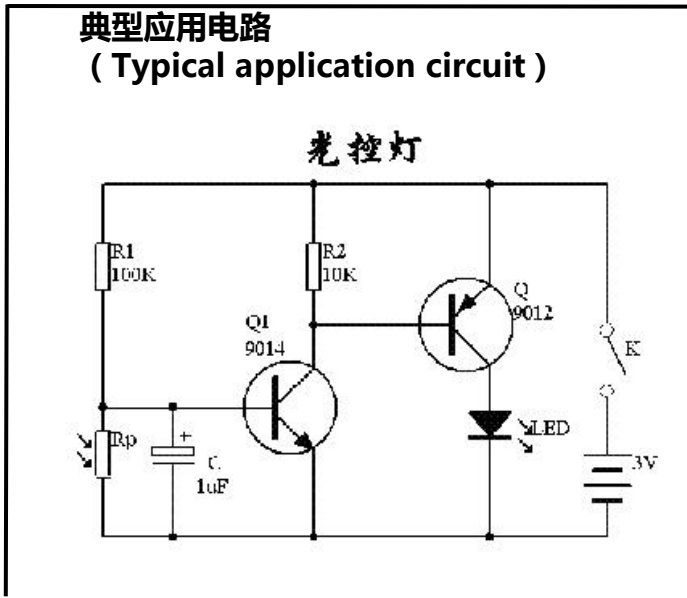 典型应用电路
（Typical application circuit）
光控灯
R1
100K
R2
10K
Q
9012
Q1
9014
K
Rp
+
C
1uF
LED
3V